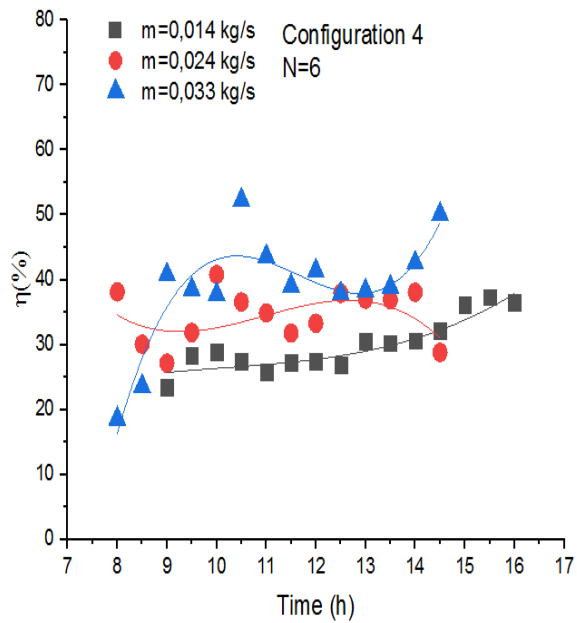 m=0,014 kg/s
m=0,024 kg/s
m=0,033 kg/s
Configuration 4
N=6
80
70
60
50
40
30
20
10
0
η(%)
7 8 9 10 11 12 13 14 15 16 17
Time (h)